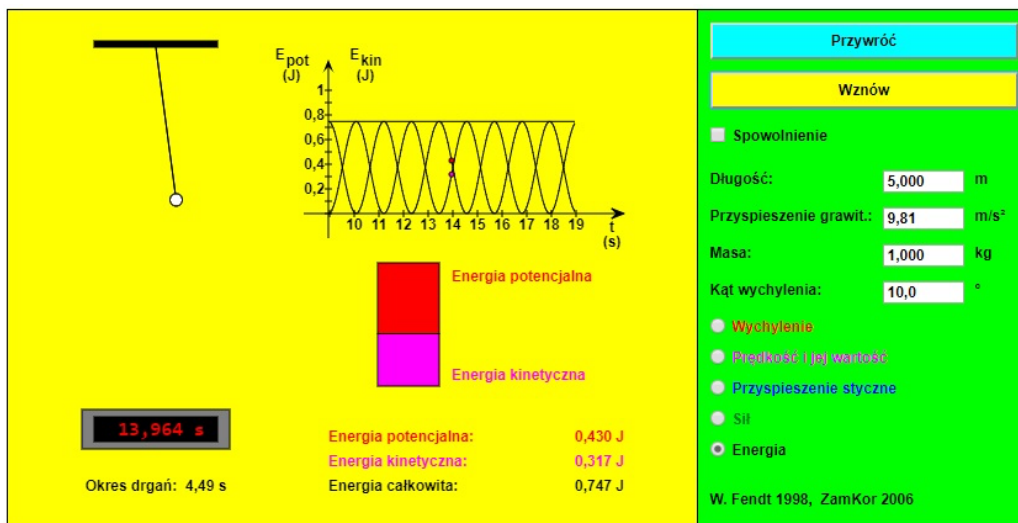 E pot (J) E kin (J)
1
0,8
0,6
0,4
0,2
10 11 12 13 14 15 16 17 18 19 t (s)
Energia potencjalna
Energia kinetyczna
13,964 s
Okres drgań: 4,49 s
Energia potencjalna: 0,430 J
Energia kinetyczna: 0,317 J
Energia całkowita: 0,747 J
Przywróć
Wznów
Spowolnienie
Długość: 5,000 m
Przyspieszenie grawit.: 9,81 m/s²
Masa: 1,000 kg
Kąt wychylenia: 10,0 °
Wychylenie
Prędkość i jej wartość
Przyspieszenie styczne
Sił
Energia
W. Fendt 1998, ZamKor 2006